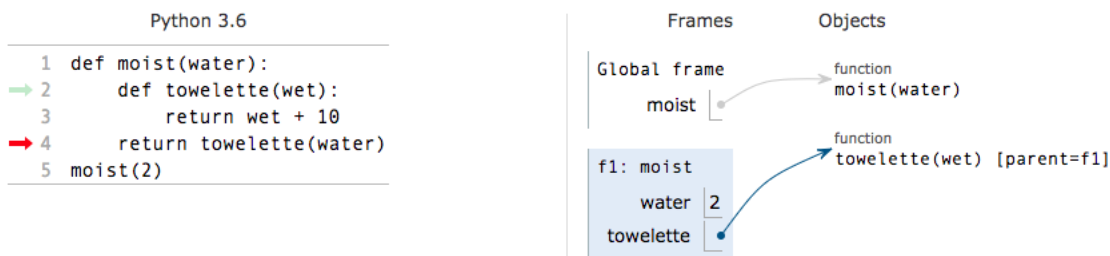 Python 3.6
1 def moist(water):
2     def towelette(wet):
3         return wet + 10
4     return towelette(water)
5 moist(2)
Frames Objects
Global frame
moist
function
moist(water)
f1: moist
water 2
towelette
function
towelette(wet) [parent=f1]